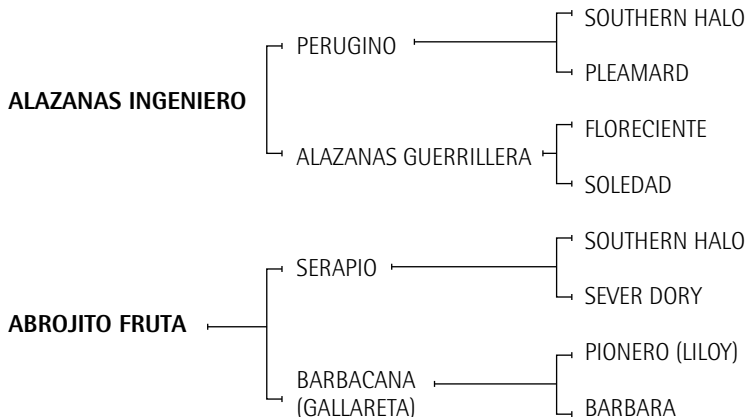 SOUTHERN HALO
PERUGINO
PLEAMARD
ALAZANAS INGENIERO
FLORECIENTE
ALAZANAS GUERRILLERA
SOLEDAD
SOUTHERN HALO
SERAPIO
SEVER DORY
ABROJITO FRUTA
PIONERO (LILOY)
BARBACANA
(GALLARETA)
BARBARA